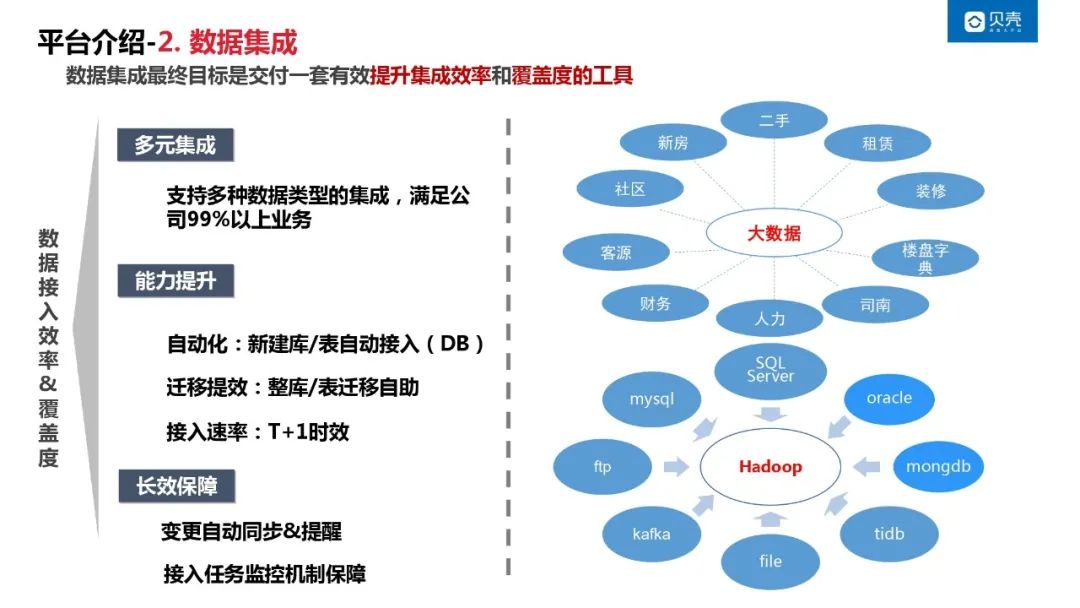 贝壳
平台介绍-2. 数据集成
数据集成最终目标是交付一套有效提升集成效率和覆盖度的工具
数据接入效率&覆盖度
多元集成
支持多种数据类型的集成，满足公
司99%以上业务
能力提升
自动化：新建库/表自动接入（DB）
迁移提效：整库/表迁移自助
接入速率：T+1时效
长效保障
变更自动同步&提醒
接入任务监控机制保障
二手
新房
租赁
社区
装修
大数据
客源
楼盘字
典
财务
司南
人力
SQL
Server
mysql
oracle
ftp
Hadoop
mongdb
kafka
tidb
file